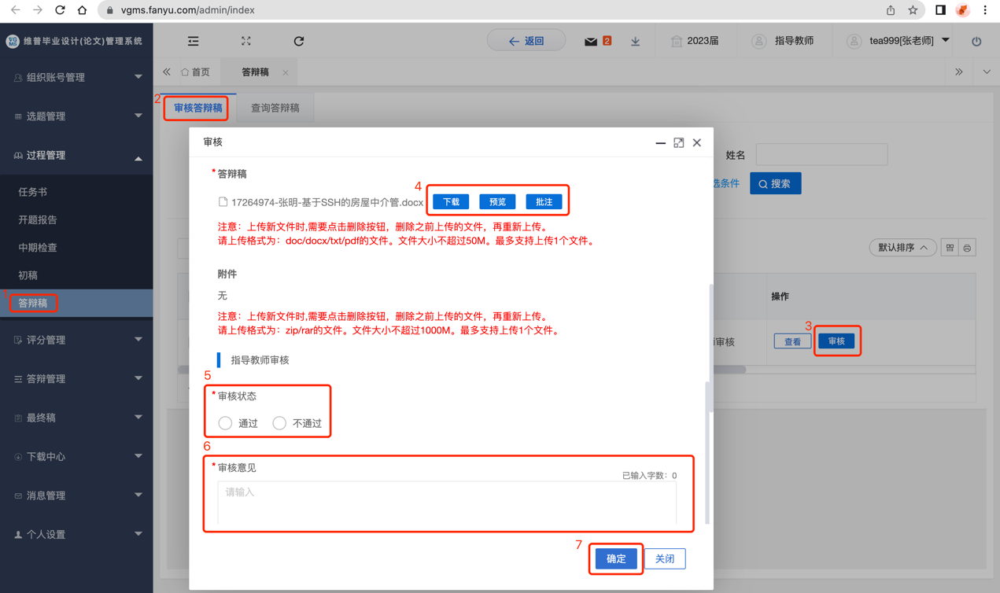 vgms.fanyu.com/admin/index
维普毕业设计(论文)管理系统
返回
2
2023届
指导教师
tea999[张老师]
组织账号管理
选题管理
过程管理
任务书
开题报告
中期检查
初稿
1
答辩稿
评分管理
答辩管理
最终稿
下载中心
消息管理
个人设置
首页
答辩稿
2
审核答辩稿
查询答辩稿
姓名
选条件
搜索
默认排序
操作
3
审核
查看
审核
审核
*答辩稿
4
17264974-张明-基于SSH的房屋中介管.docx
下载
预览
批注
注意：上传新文件时,需要点击删除按钮，删除之前上传的文件，再重新上传。
请上传格式为：doc/docx/txt/pdf的文件。文件大小不超过50M。最多支持上传1个文件。
附件
无
注意：上传新文件时,需要点击删除按钮，删除之前上传的文件，再重新上传。
请上传格式为：zip/rar的文件。文件大小不超过1000M。最多支持上传1个文件。
指导教师审核
5
*审核状态
通过
不通过
6
*审核意见
已输入字数：0
请输入
7
确定
关闭